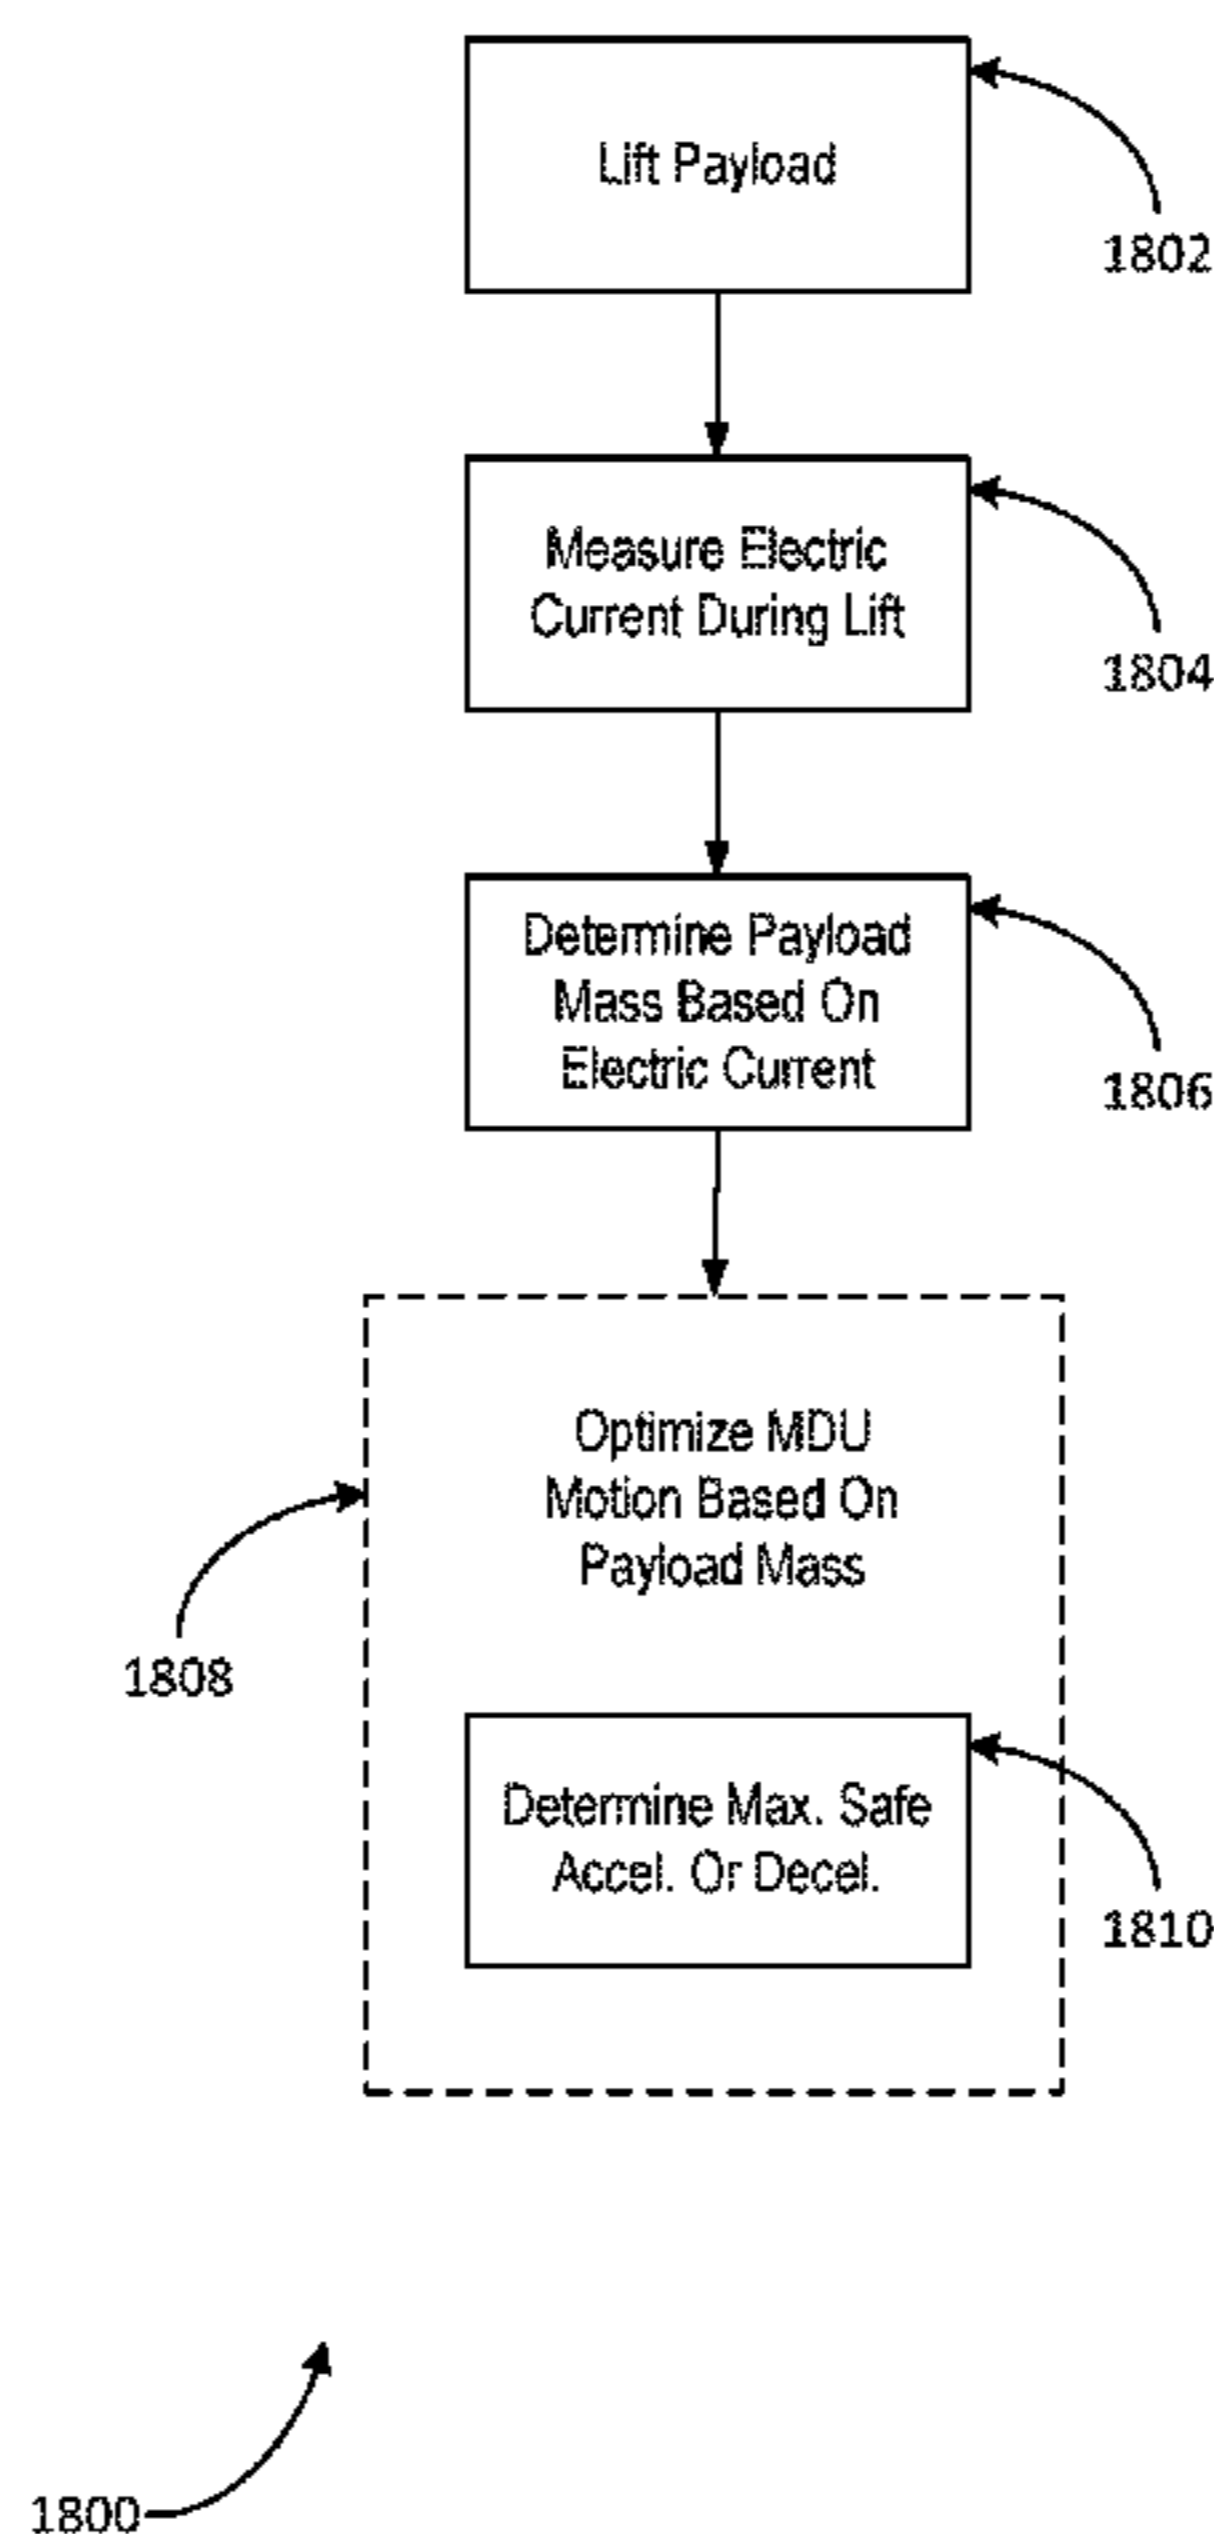 Lift Payload
1802
Measure Electric
Current During Lift
1804
Determine Payload
Mass Based On
Electric Current
1806
Optimize MDU
Motion Based On
Payload Mass
1808
Determine Max. Safe
Accel. Or Decel.
1810
1800